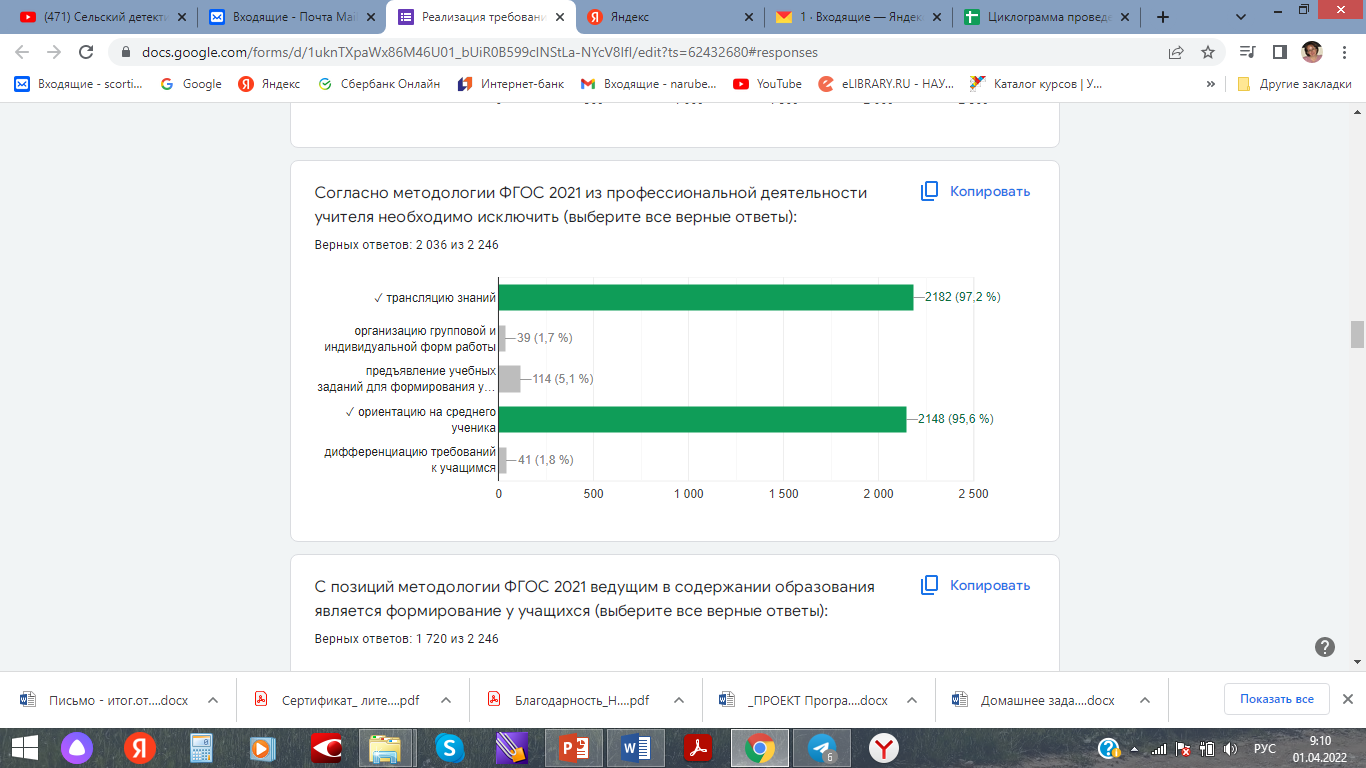 (471) Сельский детекти
Входящие - Почта Mai
Реализация требовани
Яндекс
1 · Входящие — Яндекс
Циклограмма проведе
docs.google.com/forms/d/1uknTXpaWx86M46U01_bUiR0B599cINStLa-NYcV8IfI/edit?ts=62432680#responses
Входящие - scorti...
Google
Яндекс
Сбербанк Онлайн
Интернет-банк
Входящие - narube...
YouTube
eLIBRARY.RU - НАУ...
Каталог курсов | У...
»
Другие закладки
Согласно методологии ФГОС 2021 из профессиональной деятельности
учителя необходимо исключить (выберите все верные ответы):
Копировать
Верных ответов: 2 036 из 2 246
✓ трансляцию знаний
2182 (97,2 %)
организацию групповой и
индивидуальной форм работы
39 (1,7 %)
предъявление учебных
заданий для формирования у...
114 (5,1 %)
✓ ориентацию на среднего
ученика
2148 (95,6 %)
дифференциацию требований
к учащимся
41 (1,8 %)
0 500 1 000 1 500 2 000 2 500
С позиций методологии ФГОС 2021 ведущим в содержании образования
является формирование у учащихся (выберите все верные ответы):
Копировать
Верных ответов: 1 720 из 2 246
Письмо - итог.от....docx
Сертификат_ лите....pdf
Благодарность_Н....pdf
_ПРОЕКТ Програ....docx
Домашнее зада....docx
Показать все
6
РУС
9:10
01.04.2022